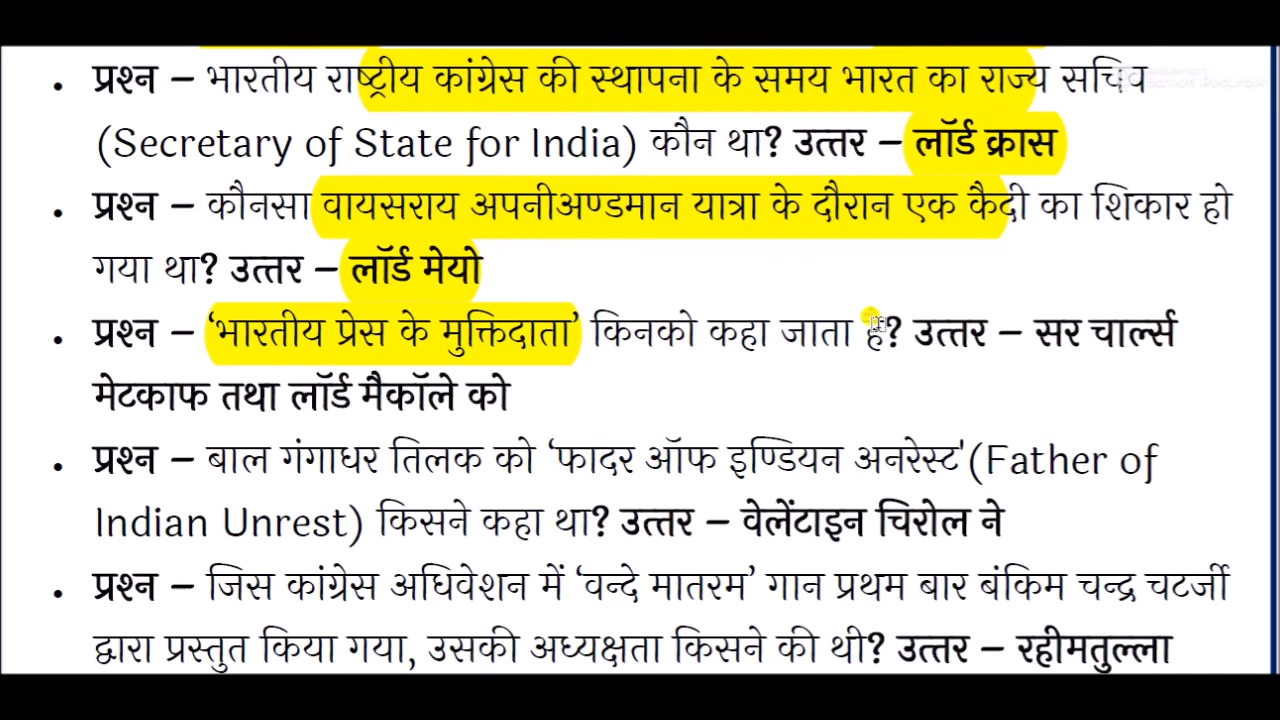 • प्रश्न – भारतीय राष्ट्रीय कांग्रेस की स्थापना के समय भारत का राज्य सचिव
(Secretary of State for India) कौन था? उत्तर – लॉर्ड क्रास
• प्रश्न – कौनसा वायसराय अपनीअण्डमान यात्रा के दौरान एक कैदी का शिकार हो
गया था? उत्तर – लॉर्ड मेयो
• प्रश्न – ‘भारतीय प्रेस के मुक्तिदाता’ किनको कहा जाता है? उत्तर – सर चार्ल्स
मेटकाफ तथा लॉर्ड मैकॉले को
• प्रश्न – बाल गंगाधर तिलक को ‘फादर ऑफ इण्डियन अनरेस्ट'(Father of
Indian Unrest) किसने कहा था? उत्तर – वेलेंटाइन चिरोल ने
• प्रश्न – जिस कांग्रेस अधिवेशन में ‘वन्दे मातरम’ गान प्रथम बार बंकिम चन्द्र चटर्जी
द्वारा प्रस्तुत किया गया, उसकी अध्यक्षता किसने की थी? उत्तर – रहीमतुल्ला